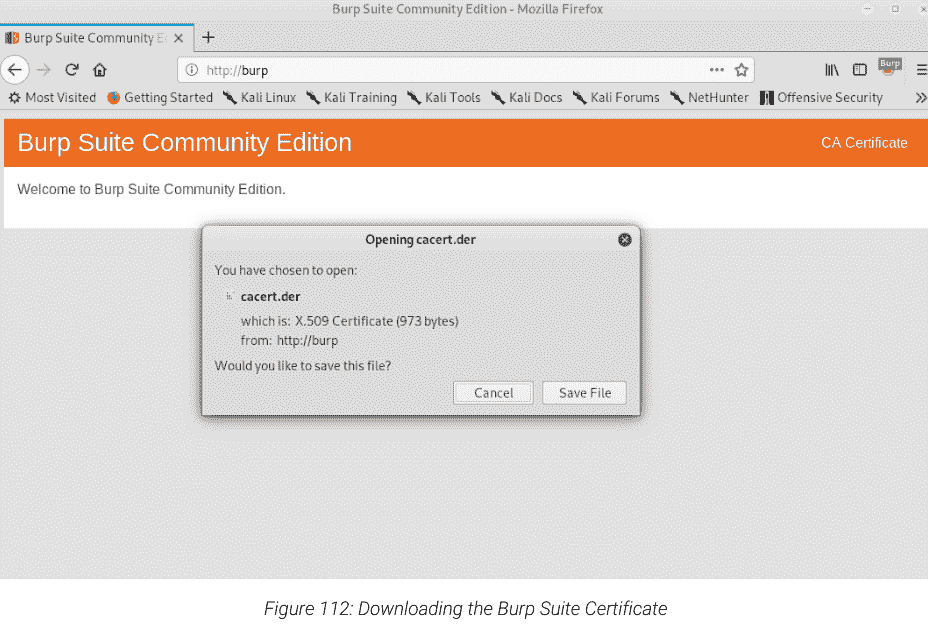 Burp Suite Community Edition - Mozilla Firefox
Burp Suite Community E
http://burp
Burp
Most Visited Getting Started Kali Linux Kali Training Kali Tools Kali Docs Kali Forums NetHunter Offensive Security
Burp Suite Community Edition CA Certificate
Welcome to Burp Suite Community Edition.
Opening cacert.der
You have chosen to open:
cacert.der
which is: X.509 Certificate (973 bytes)
from: http://burp
Would you like to save this file?
Cancel Save File
Figure 112: Downloading the Burp Suite Certificate